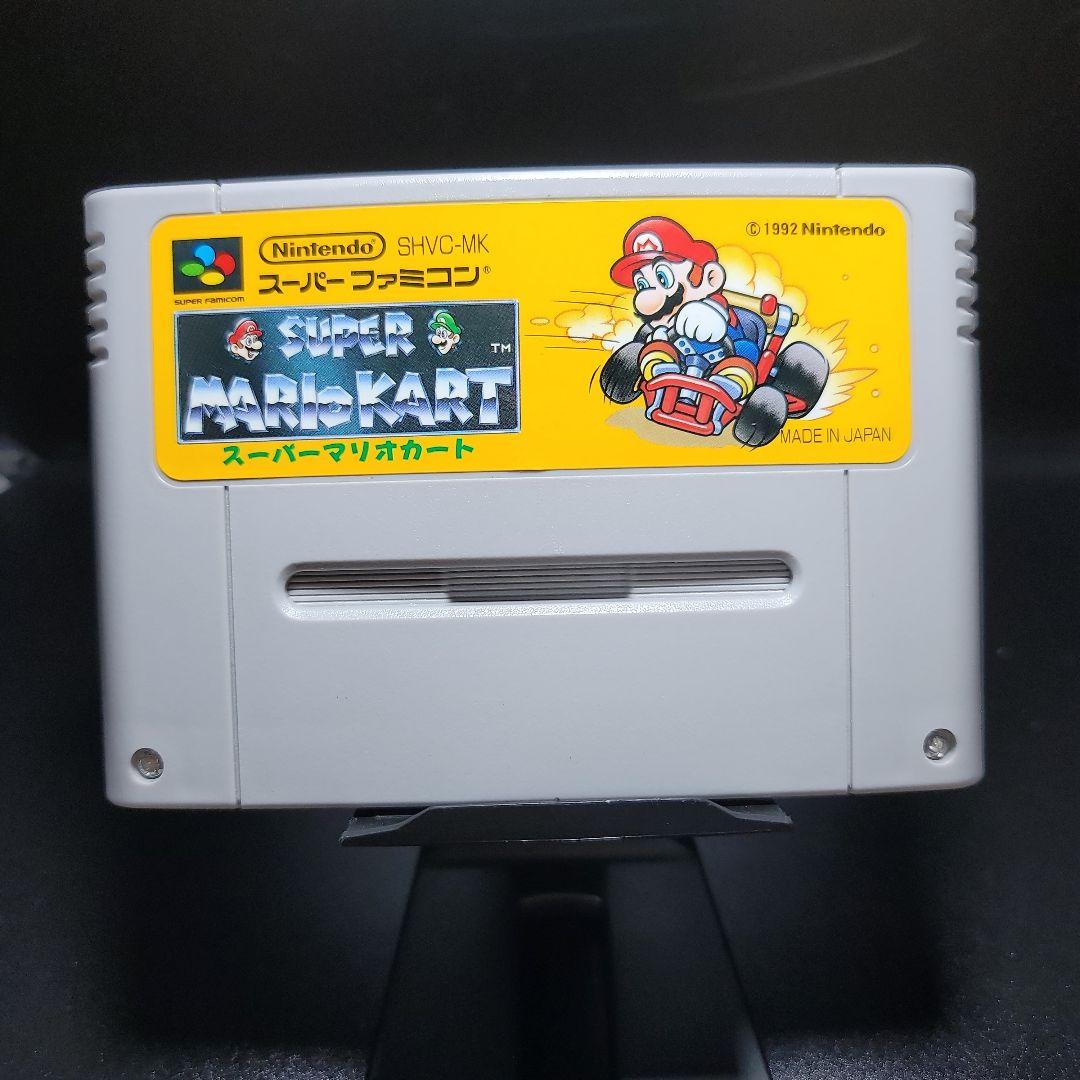 Nintendo SHVC-MK
スーパーファミコン®
SUPER FAMICOM
© 1992 Nintendo
SUPER
MARIO KART TM
スーパーマリオカート
M
MADE IN JAPAN